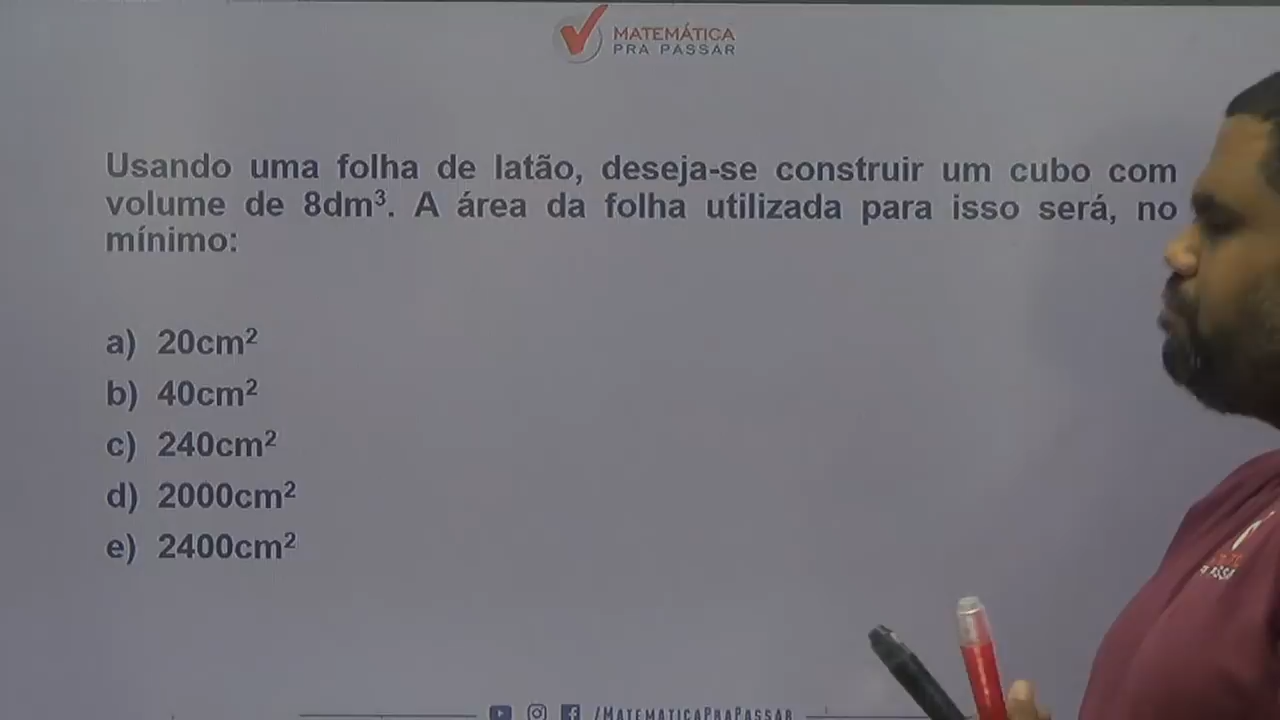 MATEMÁTICA
PRA PASSAR
Usando uma folha de latão, deseja-se construir um cubo com
volume de 8dm³. A área da folha utilizada para isso será, no
mínimo:
a) 20cm²
b) 40cm²
c) 240cm²
d) 2000cm²
e) 2400cm²
/MATEMATICAPRAPASSAR